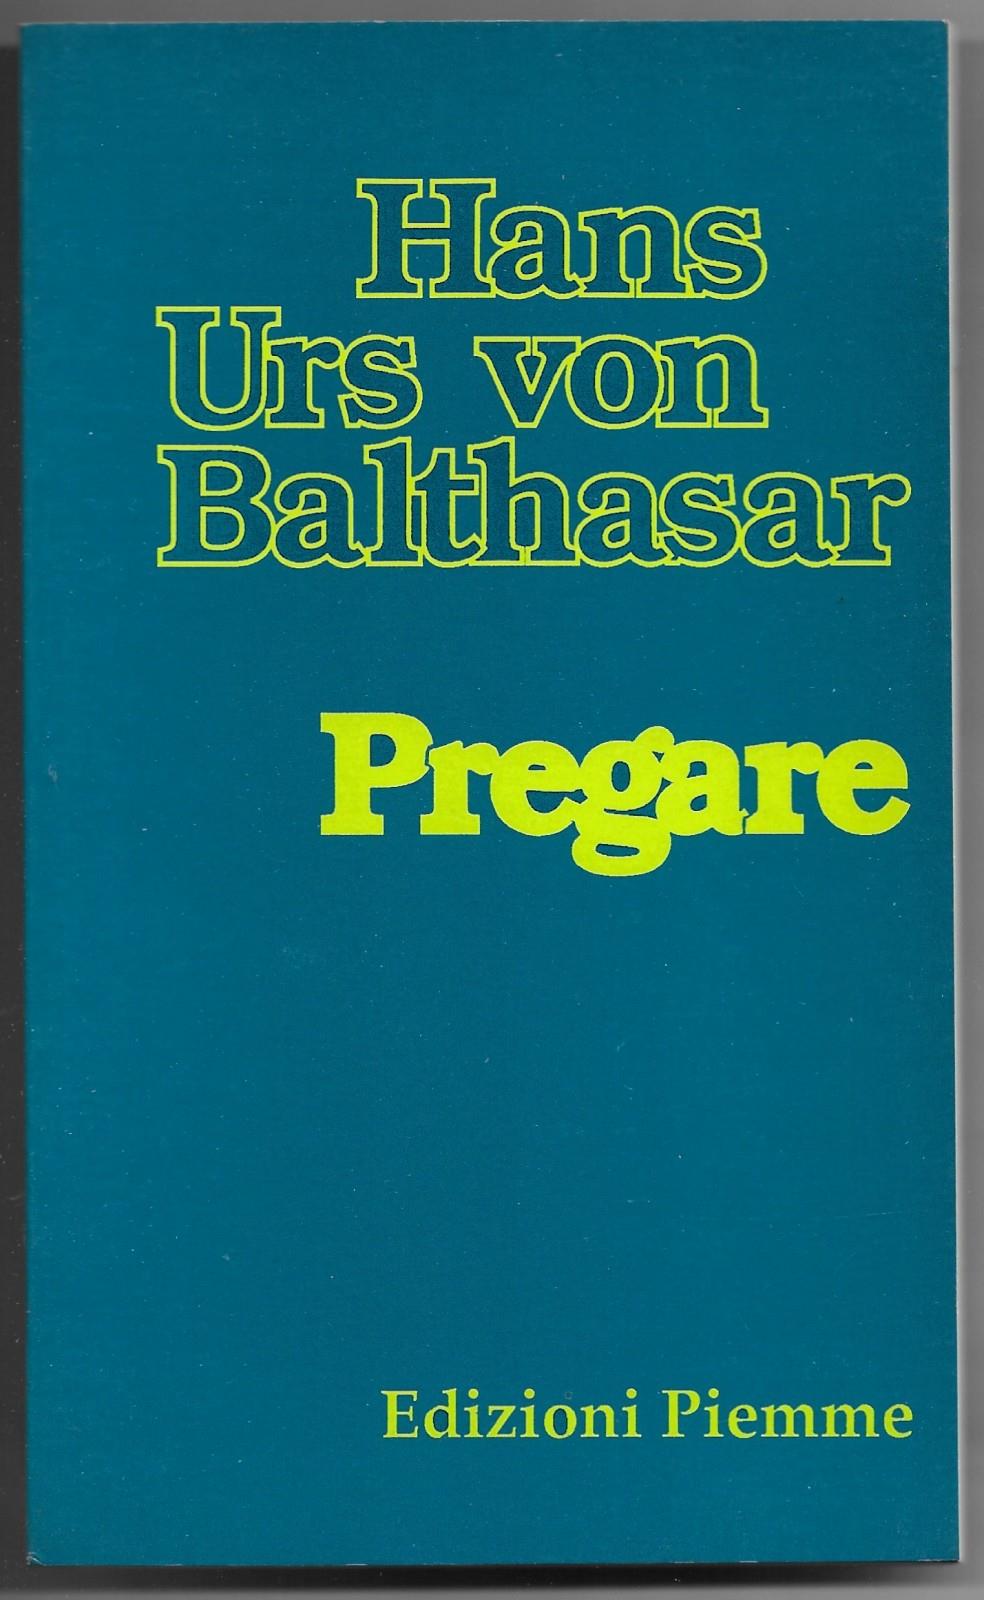 Hans
Urs von
Balthasar
Pregare
Edizioni Piemme